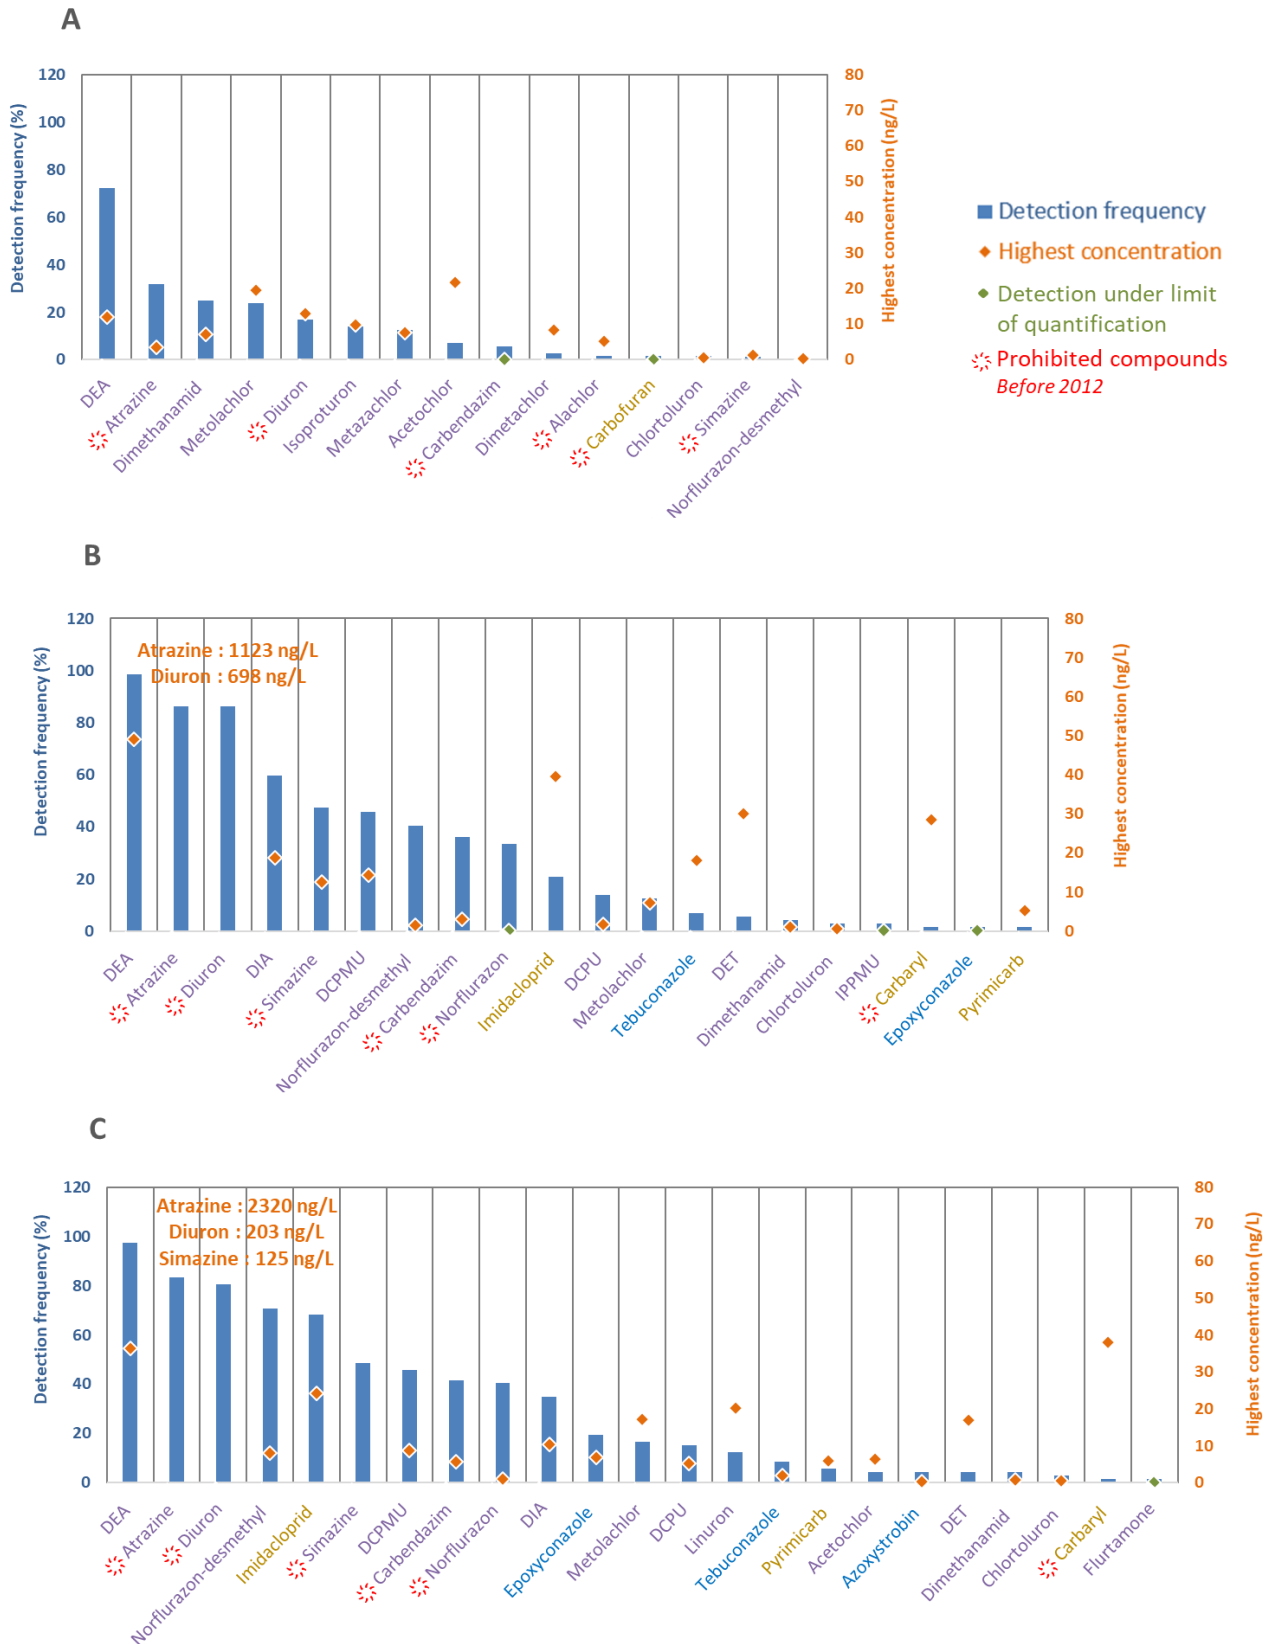 A
Detection frequency (%)
120
100
80
60
40
20
0
80
70
60
50
40
30
20
10
0
Highest concentration (ng/L)
DEA
Atrazine
Dimethanamid
Metolachlor
Diuron
Isoproturon
Metazachlor
Acetochlor
Carbendazim
Dimetachlor
Alachlor
Carbofuran
Chlortoluron
Simazine
Norflurazon-desmethyl
Detection frequency
Highest concentration
Detection under limit
of quantification
Prohibited compounds
Before 2012
B
Detection frequency (%)
120
100
80
60
40
20
0
Atrazine : 1123 ng/L
Diuron : 698 ng/L
80
70
60
50
40
30
20
10
0
Highest concentration (ng/L)
DEA
Atrazine
Diuron
DIA
Simazine
DCPMU
Norflurazon-desmethyl
Carbendazim
Norflurazon
Imidacloprid
DCPU
Metolachlor
Tebuconazole
DET
Dimethanamid
Chlortoluron
IPPMU
Carbaryl
Epoxyconazole
Pyrimicarb
C
Detection frequency (%)
120
100
80
60
40
20
0
Atrazine : 2320 ng/L
Diuron : 203 ng/L
Simazine : 125 ng/L
80
70
60
50
40
30
20
10
0
Highest concentration (ng/L)
DEA
Atrazine
Diuron
Norflurazon-desmethyl
Imidacloprid
Simazine
DCPMU
Carbendazim
Norflurazon
DIA
Epoxyconazole
Metolachlor
DCPU
Linuron
Tebuconazole
Pyrimicarb
Acetochlor
Azoxystrobin
DET
Dimethanamid
Chlortoluron
Carbaryl
Flurtamone